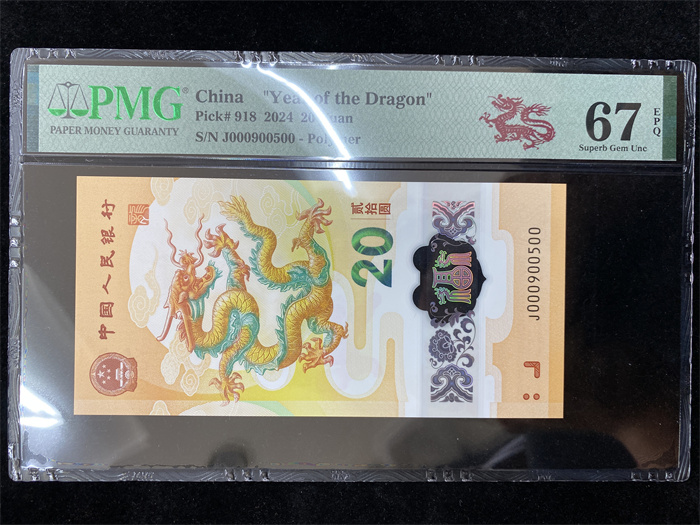 PMG
PAPER MONEY GUARANTY
China "Year of the Dragon"
Pick# 918 2024 20 Yuan
S/N J000900500 - Polymer
67
EPQ
Superb Gem Unc
中国人民银行
贰拾圆
20
J000900500